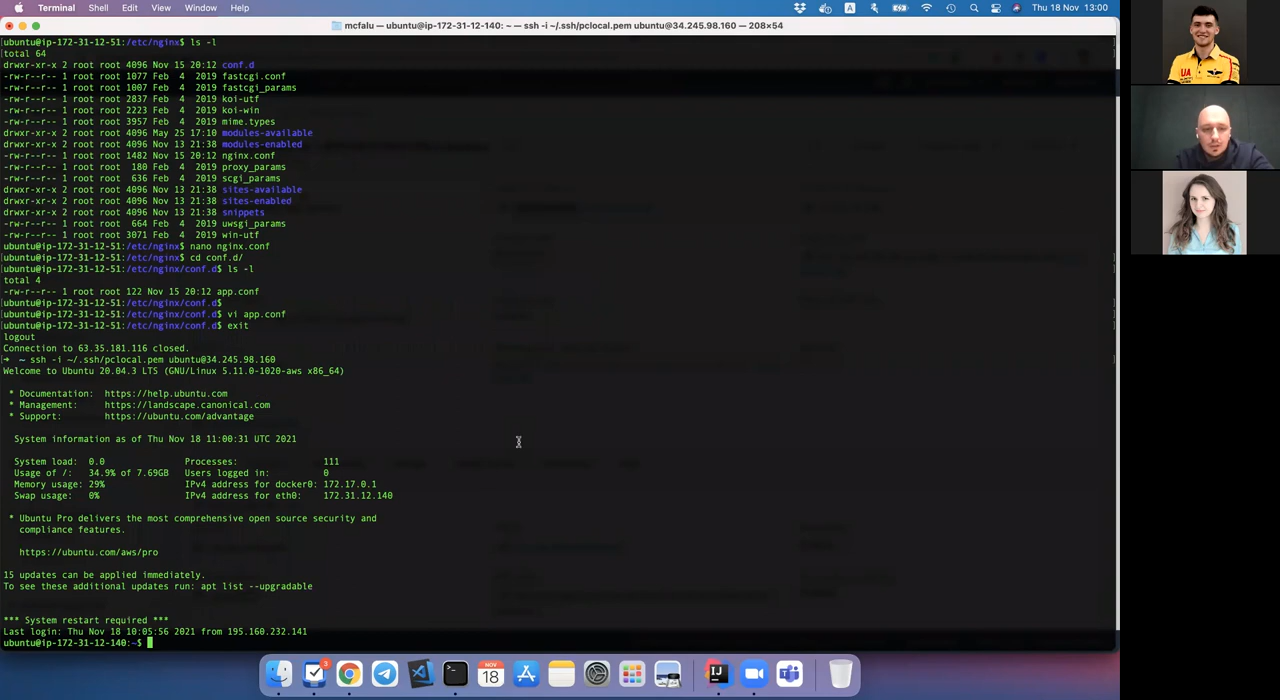 Terminal Shell Edit View Window Help
A
Thu 18 Nov 13:00
mcfalu — ubuntu@ip-172-31-12-140: ~ — ssh -i ~/.ssh/pclocal.pem ubuntu@34.245.98.160 — 208×54
[ubuntu@ip-172-31-12-51:/etc/nginx$ ls -l
total 64
drwxr-xr-x 2 root root 4096 Nov 15 20:12 conf.d
-rw-r--r-- 1 root root 1077 Feb  4  2019 fastcgi.conf
-rw-r--r-- 1 root root 1007 Feb  4  2019 fastcgi_params
-rw-r--r-- 1 root root 2837 Feb  4  2019 koi-utf
-rw-r--r-- 1 root root 2223 Feb  4  2019 koi-win
-rw-r--r-- 1 root root 3957 Feb  4  2019 mime.types
drwxr-xr-x 2 root root 4096 May 25 17:10 modules-available
drwxr-xr-x 2 root root 4096 Nov 13 21:38 modules-enabled
-rw-r--r-- 1 root root 1482 Nov 15 20:12 nginx.conf
-rw-r--r-- 1 root root  180 Feb  4  2019 proxy_params
-rw-r--r-- 1 root root  636 Feb  4  2019 scgi_params
drwxr-xr-x 2 root root 4096 Nov 13 21:38 sites-available
drwxr-xr-x 2 root root 4096 Nov 13 21:38 sites-enabled
drwxr-xr-x 2 root root 4096 Nov 13 21:38 snippets
-rw-r--r-- 1 root root  664 Feb  4  2019 uwsgi_params
-rw-r--r-- 1 root root 3071 Feb  4  2019 win-utf
ubuntu@ip-172-31-12-51:/etc/nginx$ nano nginx.conf
[ubuntu@ip-172-31-12-51:/etc/nginx$ cd conf.d/
[ubuntu@ip-172-31-12-51:/etc/nginx/conf.d$ ls -l
total 4
-rw-r--r-- 1 root root 122 Nov 15 20:12 app.conf
[ubuntu@ip-172-31-12-51:/etc/nginx/conf.d$
[ubuntu@ip-172-31-12-51:/etc/nginx/conf.d$ vi app.conf
[ubuntu@ip-172-31-12-51:/etc/nginx/conf.d$ exit
logout
Connection to 63.35.181.116 closed.
[➜  ~ ssh -i ~/.ssh/pclocal.pem ubuntu@34.245.98.160
Welcome to Ubuntu 20.04.3 LTS (GNU/Linux 5.11.0-1020-aws x86_64)
* Documentation:  https://help.ubuntu.com
* Management:     https://landscape.canonical.com
* Support:        https://ubuntu.com/advantage
System information as of Thu Nov 18 11:00:31 UTC 2021
System load:  0.0               Processes:                111
Usage of /:   34.9% of 7.69GB   Users logged in:          0
Memory usage: 29%               IPv4 address for docker0: 172.17.0.1
Swap usage:   0%                IPv4 address for eth0:    172.31.12.140
* Ubuntu Pro delivers the most comprehensive open source security and
compliance features.
https://ubuntu.com/aws/pro
15 updates can be applied immediately.
To see these additional updates run: apt list --upgradable
*** System restart required ***
Last login: Thu Nov 18 10:05:56 2021 from 195.160.232.141
ubuntu@ip-172-31-12-140:~$
3
NOV
18
IJ
UA